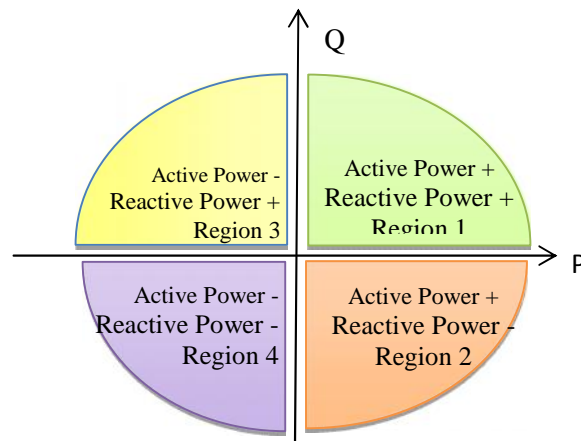 Q
Active Power -
Reactive Power +
Region 3
Active Power +
Reactive Power +
Region 1
P
Active Power -
Reactive Power -
Region 4
Active Power +
Reactive Power -
Region 2